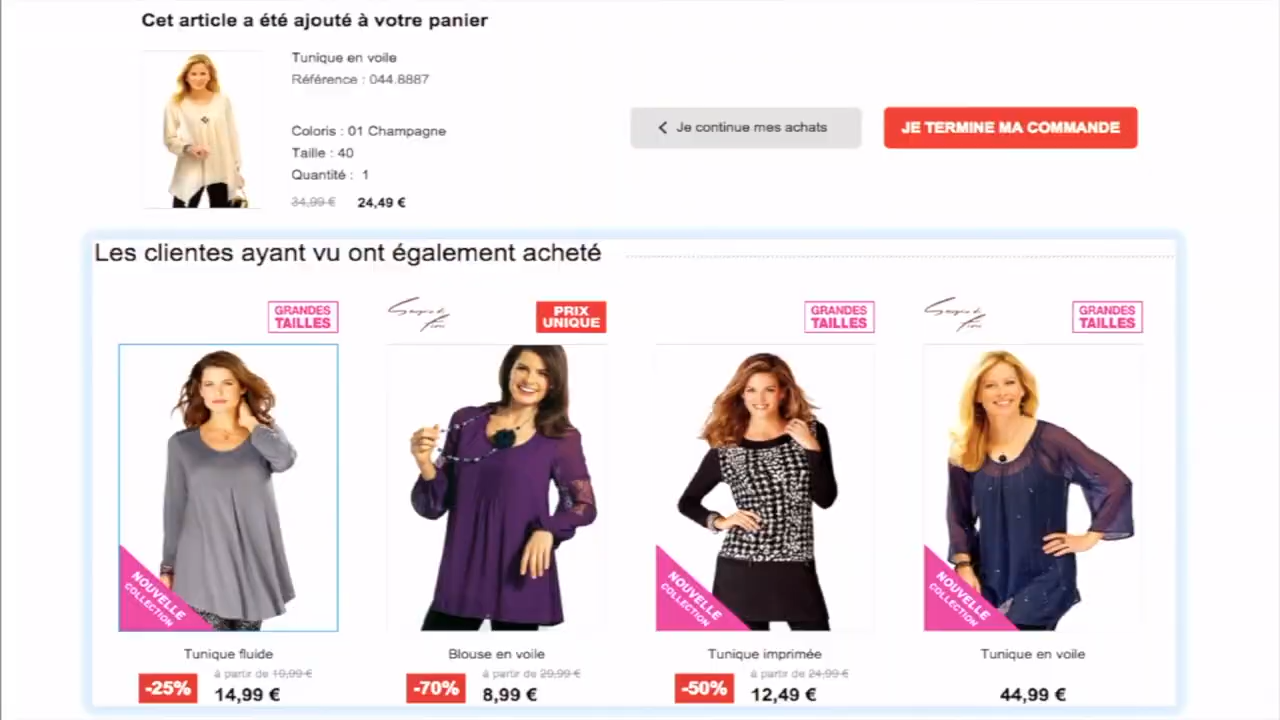 Cet article a été ajouté à votre panier
Tunique en voile
Référence : 044.8887
Coloris : 01 Champagne
Taille : 40
Quantité : 1
34,99 € 24,49 €
Je continue mes achats
JE TERMINE MA COMMANDE
Les clientes ayant vu ont également acheté
GRANDES
TAILLES
PRIX
UNIQUE
GRANDES
TAILLES
GRANDES
TAILLES
NOUVELLE
COLLECTION
NOUVELLE
COLLECTION
NOUVELLE
COLLECTION
Tunique fluide
à partir de 19,99 €
-25% 14,99 €
Blouse en voile
à partir de 29,99 €
-70% 8,99 €
Tunique imprimée
à partir de 24,99 €
-50% 12,49 €
Tunique en voile
44,99 €